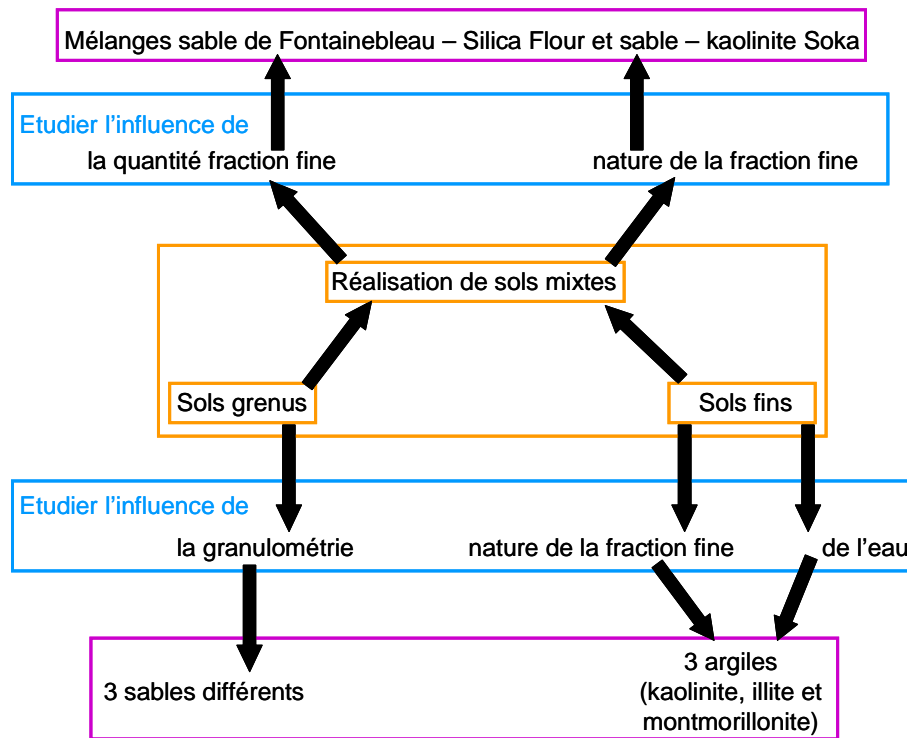 Mélanges sable de Fontainebleau – Silica Flour et sable – kaolinite Soka
Etudier l'influence de
la quantité fraction fine
nature de la fraction fine
Réalisation de sols mixtes
Sols grenus
Sols fins
Etudier l'influence de
la granulométrie
nature de la fraction fine
de l'eau
3 sables différents
3 argiles
(kaolinite, illite et
montmorillonite)